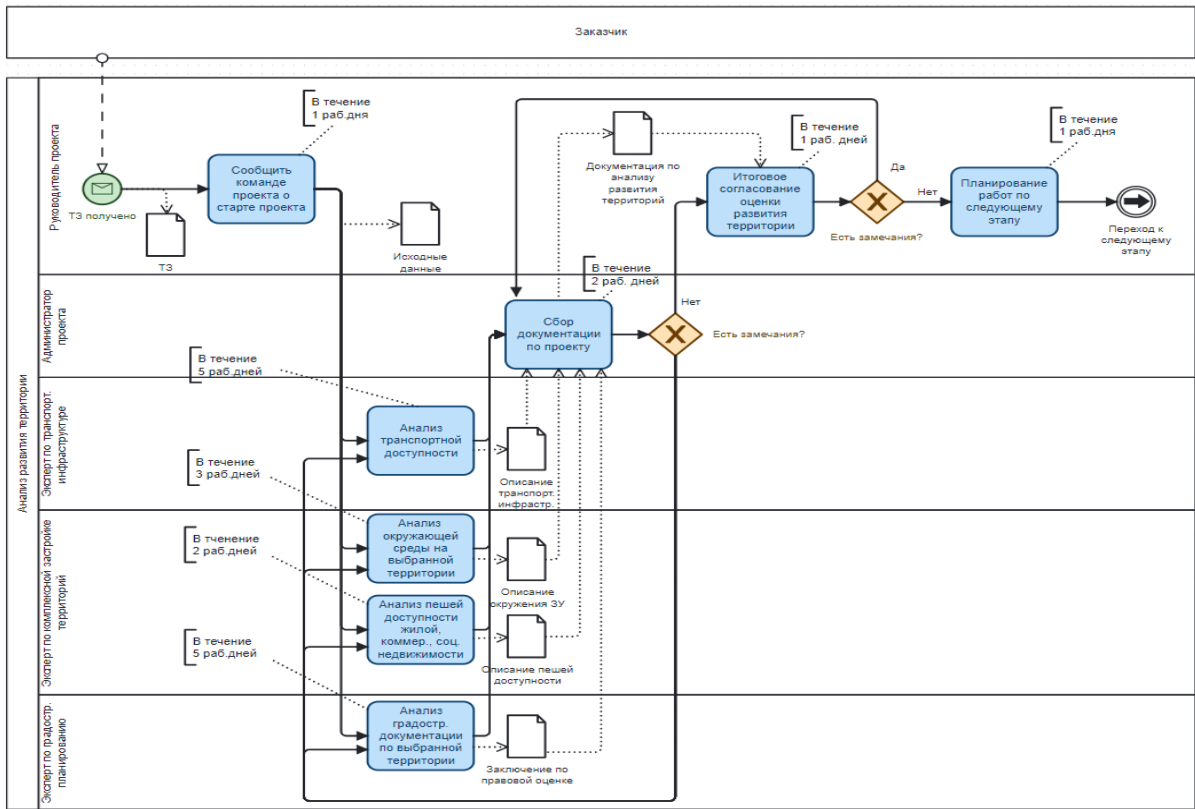 Заказчик
Анализ развития территории
Руководитель проекта
ТЗ получено
ТЗ
Сообщить
команде
проекта о
старте проекта
В течение
1 раб.дня
Исходные
данные
Документация по
анализу
развития
территорий
В течение
1 раб. дней
Итоговое
согласование
оценки
развития
территории
Да
Нет
Есть замечания?
В течение
1 раб.дня
Планирование
работ по
следующему
этапу
Переход к
следующему
этапу
Администратор
проекта
В течение
2 раб. дней
Сбор
документации
по проекту
Нет
Есть замечания?
Эксперт по транспорт.
инфраструктуре
В течение
5 раб.дней
Анализ
транспортной
доступности
Описание
транспорт.
инфрастр.
Эксперт по комплексной застройке
территорий
В течение
3 раб.дней
Анализ
окружающей
среды на
выбранной
территории
Описание
окружения ЗУ
В тченение
2 раб.дней
Анализ пешей
доступности
жилой,
коммер., соц.
недвижимости
Описание пешей
доступности
Эксперт по градостр.
планированию
В течение
5 раб.дней
Анализ
градостр.
документации
по выбранной
территории
Заключение по
правовой оценке